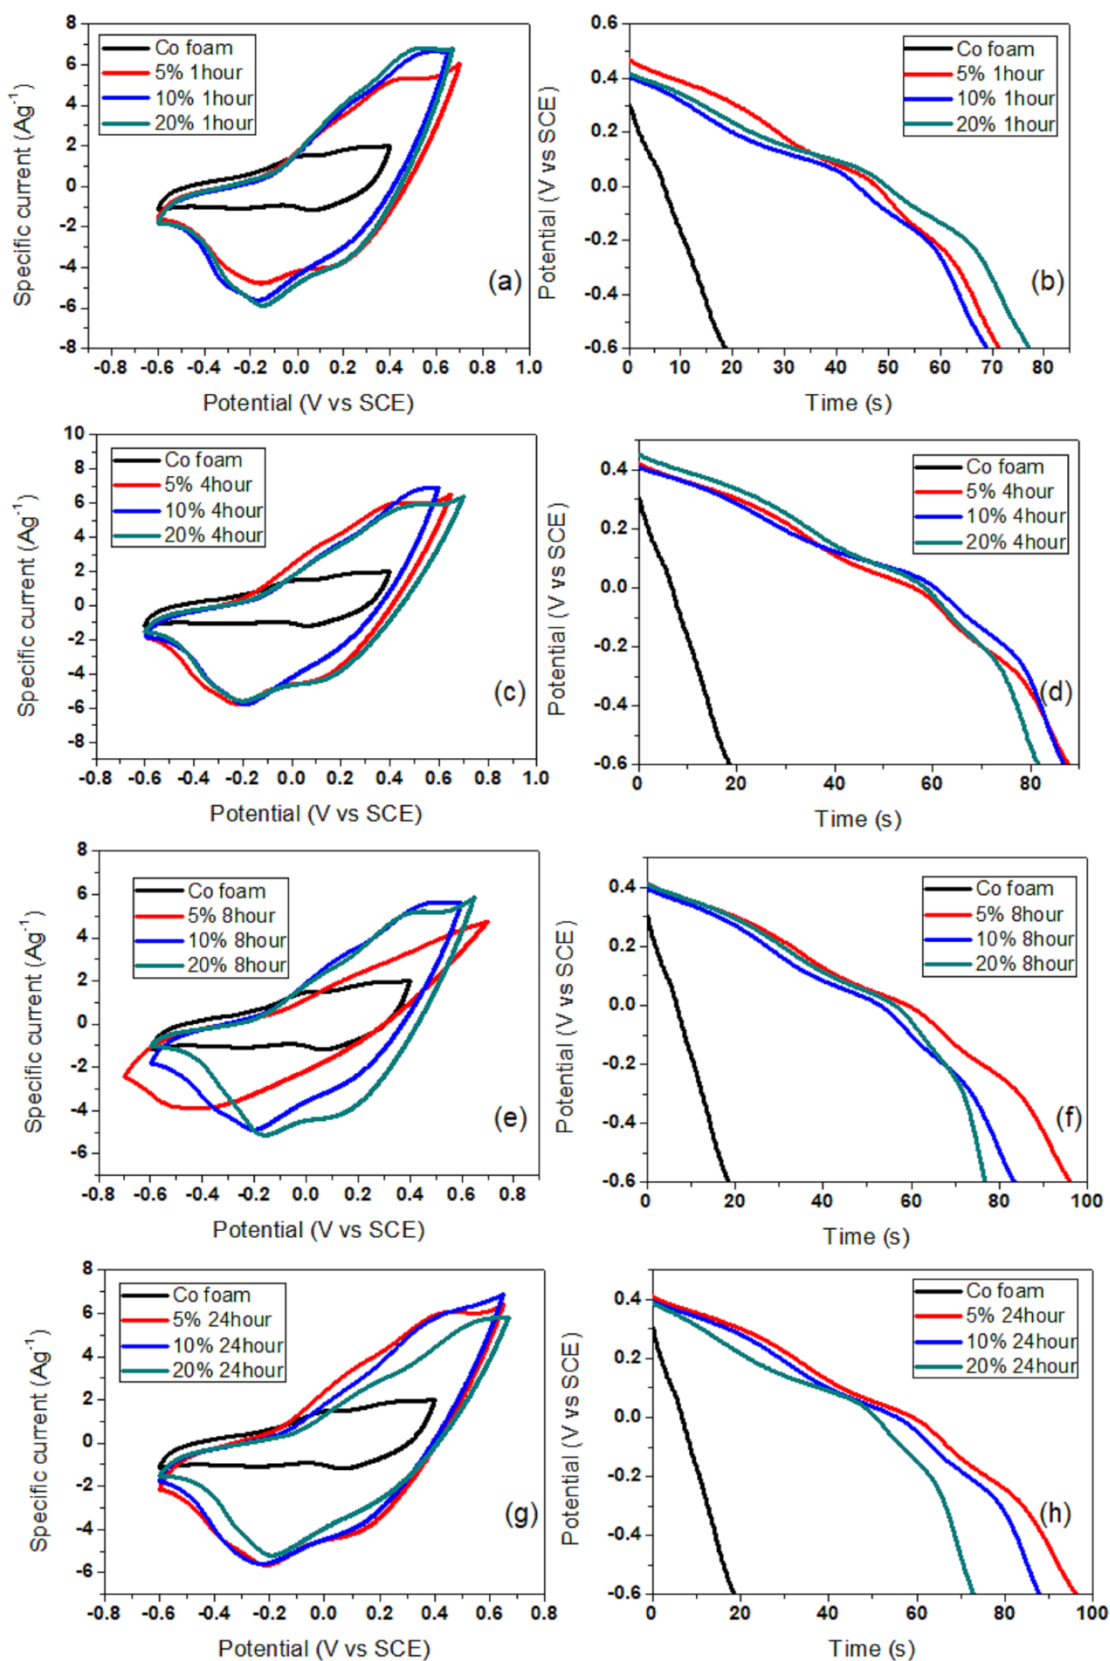 8
6
4
2
0
-2
-4
-6
-8
Specific current (Ag⁻¹)
Co foam
5% 1hour
10% 1hour
20% 1hour
(a)
-0.8 -0.6 -0.4 -0.2 0.0 0.2 0.4 0.6 0.8 1.0
Potential (V vs SCE)
0.6
0.4
0.2
0.0
-0.2
-0.4
-0.6
Potential (V vs SCE)
Co foam
5% 1hour
10% 1hour
20% 1hour
(b)
0 10 20 30 40 50 60 70 80
Time (s)
10
8
6
4
2
0
-2
-4
-6
-8
Specific current (Ag⁻¹)
Co foam
5% 4hour
10% 4hour
20% 4hour
(c)
-0.8 -0.6 -0.4 -0.2 0.0 0.2 0.4 0.6 0.8 1.0
Potential (V vs SCE)
0.4
0.2
0.0
-0.2
-0.4
-0.6
Potential (V vs SCE)
Co foam
5% 4hour
10% 4hour
20% 4hour
(d)
0 20 40 60 80
Time (s)
8
6
4
2
0
-2
-4
-6
Specific current (Ag⁻¹)
Co foam
5% 8hour
10% 8hour
20% 8hour
(e)
-0.8 -0.6 -0.4 -0.2 0.0 0.2 0.4 0.6 0.8
Potential (V vs SCE)
0.4
0.2
0.0
-0.2
-0.4
-0.6
Potential (V vs SCE)
Co foam
5% 8hour
10% 8hour
20% 8hour
(f)
0 20 40 60 80 100
Time (s)
8
6
4
2
0
-2
-4
-6
Specific current (Ag⁻¹)
Co foam
5% 24hour
10% 24hour
20% 24hour
(g)
-0.8 -0.6 -0.4 -0.2 0.0 0.2 0.4 0.6 0.8
Potential (V vs SCE)
0.4
0.2
0.0
-0.2
-0.4
-0.6
Potential (V vs SCE)
Co foam
5% 24hour
10% 24hour
20% 24hour
(h)
0 20 40 60 80 100
Time (s)